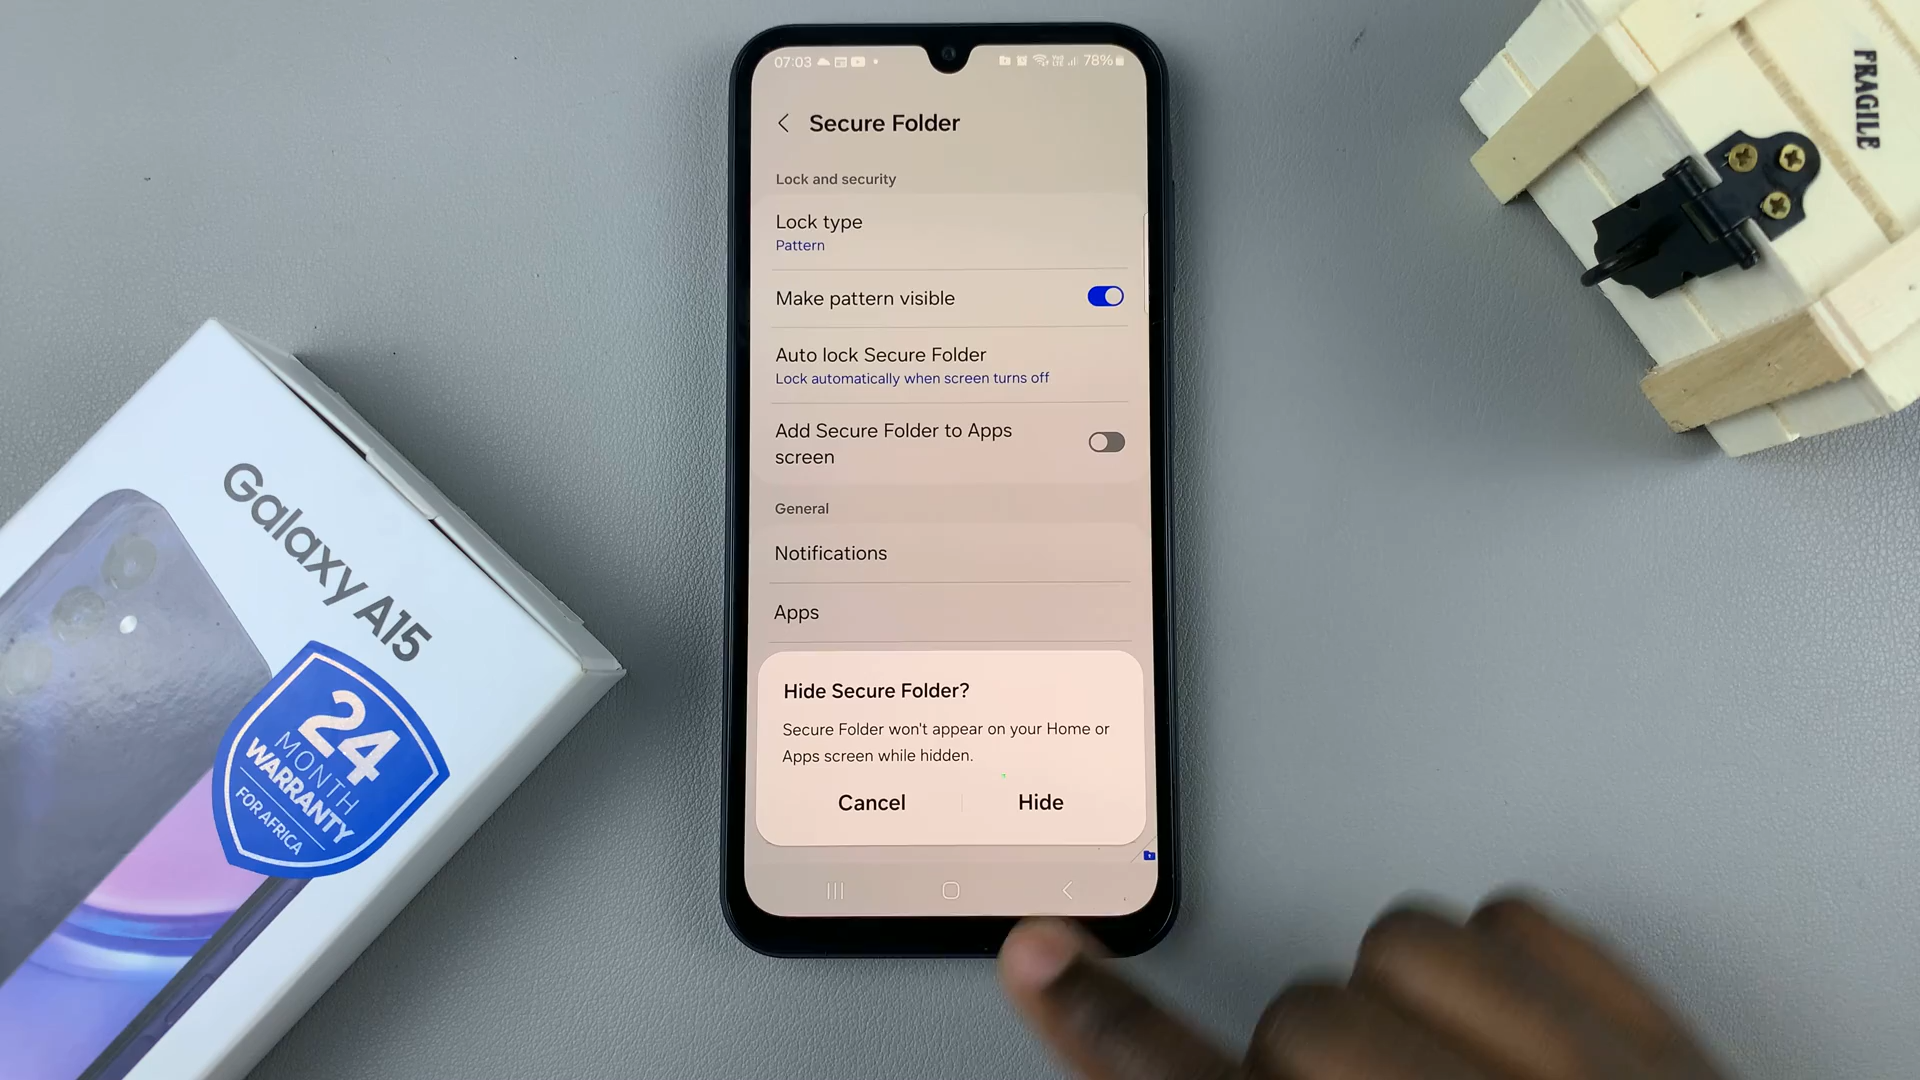 07:03
78%
Secure Folder
Lock and security
Lock type
Pattern
Make pattern visible
Auto lock Secure Folder
Lock automatically when screen turns off
Add Secure Folder to Apps
screen
General
Notifications
Apps
Hide Secure Folder?
Secure Folder won't appear on your Home or
Apps screen while hidden.
Cancel
Hide
Galaxy A15
24
MONTH
WARRANTY
FOR AFRICA
FRAGILE